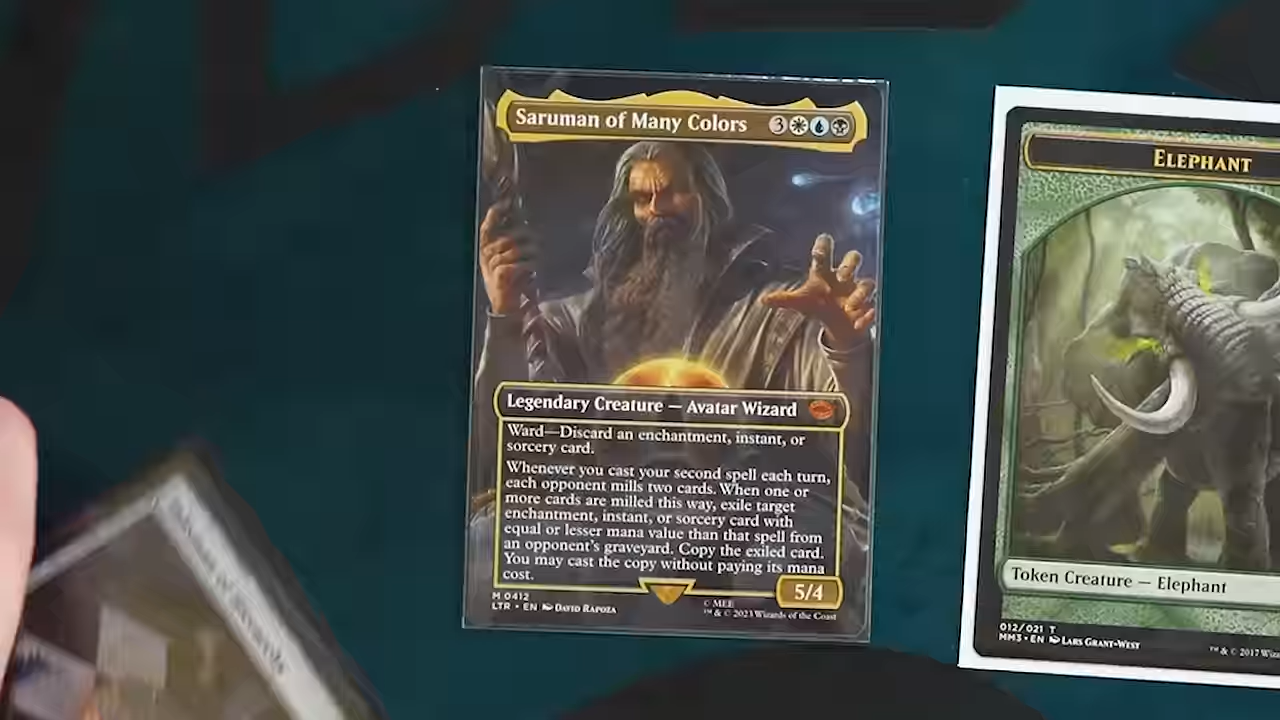 Saruman of Many Colors 3
Legendary Creature — Avatar Wizard
Ward—Discard an enchantment, instant, or
sorcery card.
Whenever you cast your second spell each turn,
each opponent mills two cards. When one or
more cards are milled this way, exile target
enchantment, instant, or sorcery card with
equal or lesser mana value than that spell from
an opponent's graveyard. Copy the exiled card.
You may cast the copy without paying its mana
cost.
5/4
M 0412
LTR • EN DAVID RAPOZA
© MEE
™ & © 2023 Wizards of the Coast
ELEPHANT
Token Creature — Elephant
012/021 T
MM3 • EN LARS GRANT-WEST
™ & © 2017